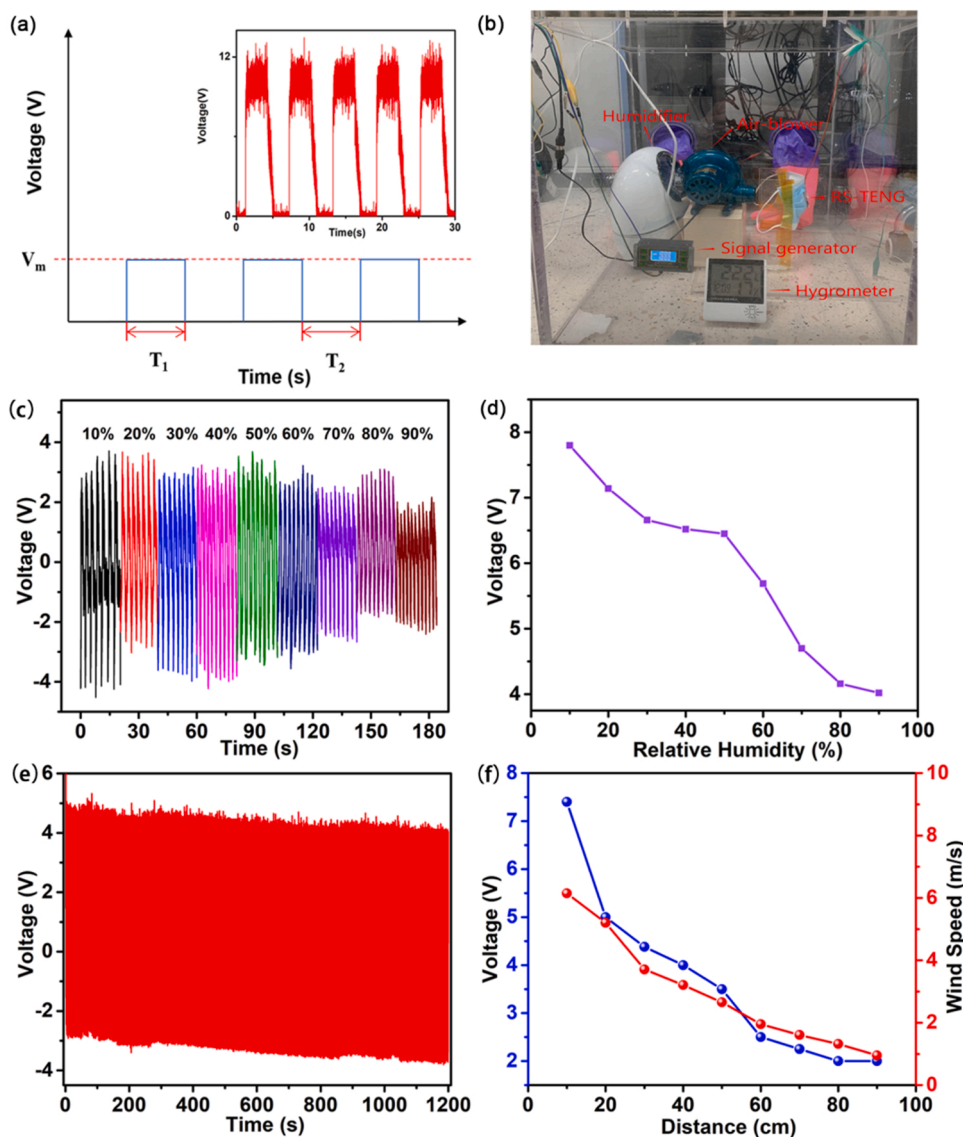 (a)
Voltage (V)
12
Voltage(V)
0
0
10
20
30
Time(s)
Vm
T1
T2
Time (s)
(b)
Humidifier
Air-blower
RS-TENG
Signal generator
Hygrometer
(c)
10% 20% 30% 40% 50% 60% 70% 80% 90%
4
2
0
-2
-4
Voltage (V)
0 30 60 90 120 150 180
Time (s)
(d)
8
7
6
5
4
Voltage (V)
0 20 40 60 80 100
Relative Humidity (%)
(e)
6
4
2
0
-2
-4
Voltage (V)
0 200 400 600 800 1000 1200
Time (s)
(f)
8
7
6
5
4
3
2
Voltage (V)
10
8
6
4
2
0
Wind Speed (m/s)
0 20 40 60 80 100
Distance (cm)